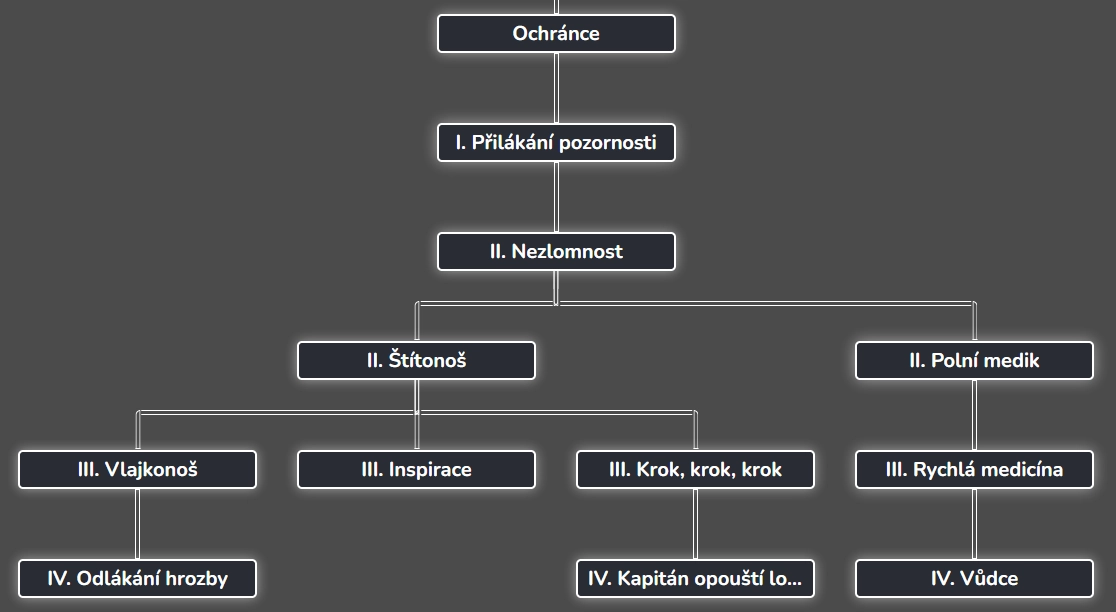 Ochránce
I. Přilákání pozornosti
II. Nezlomnost
II. Štítonoš
II. Polní medik
III. Vlajkonoš
III. Inspirace
III. Krok, krok, krok
III. Rychlá medicína
IV. Odlákání hrozby
IV. Kapitán opouští lo...
IV. Vůdce